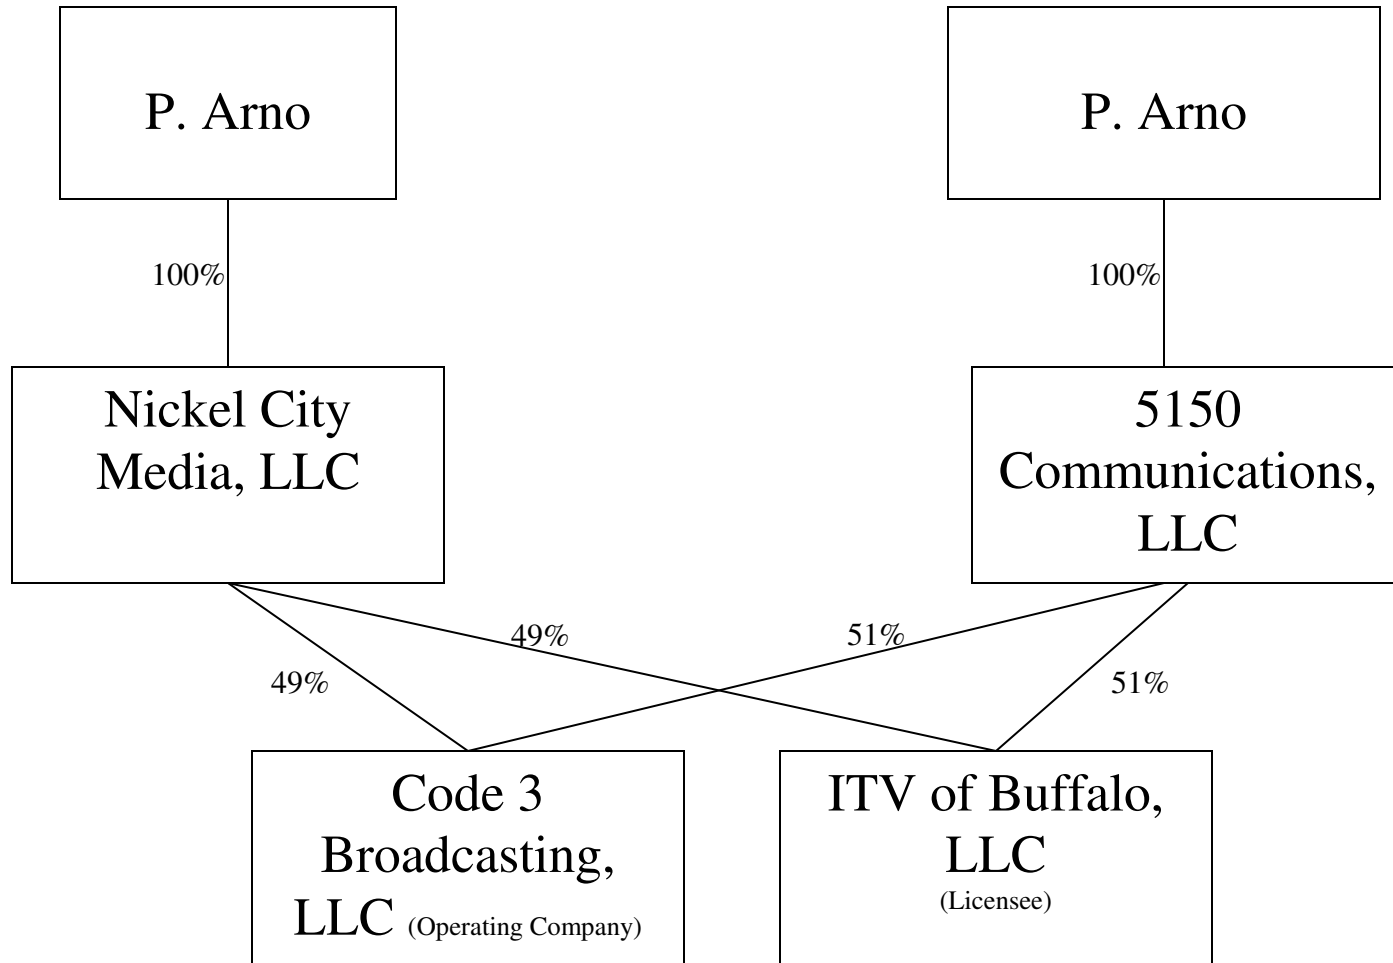 P. Arno
P. Arno
100%
100%
Nickel City
Media, LLC
5150
Communications,
LLC
49%
51%
49%
51%
Code 3
Broadcasting,
LLC (Operating Company)
ITV of Buffalo,
LLC
(Licensee)